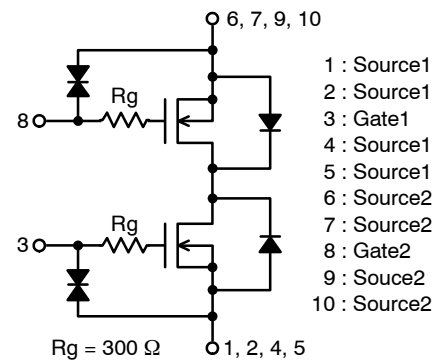 6, 7, 9, 10
Rg
8
Rg
3
Rg = 300 Ω
1, 2, 4, 5
1 : Source1
2 : Source1
3 : Gate1
4 : Source1
5 : Source1
6 : Source2
7 : Source2
8 : Gate2
9 : Souce2
10 : Source2